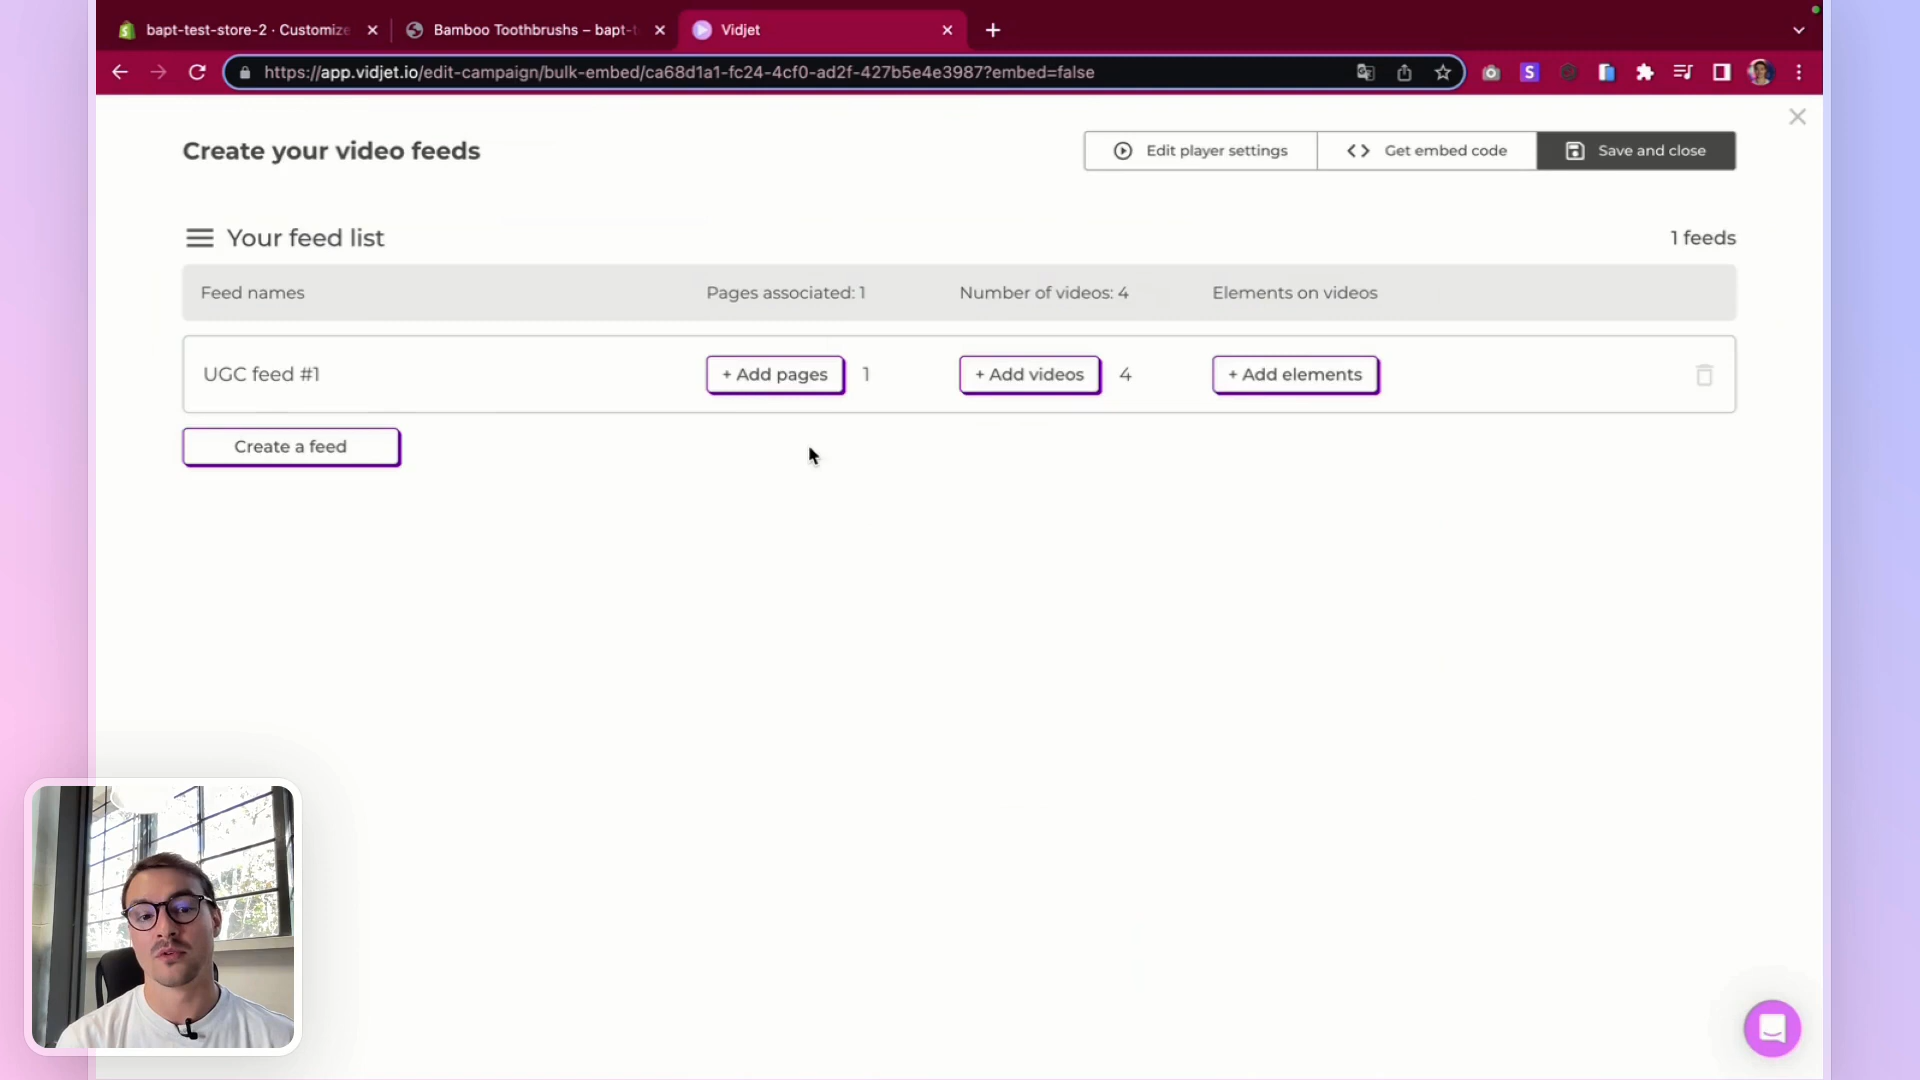 bapt-test-store-2 · Customize
Bamboo Toothbrushs – bapt-t
Vidjet
https://app.vidjet.io/edit-campaign/bulk-embed/ca68d1a1-fc24-4cf0-ad2f-427b5e4e3987?embed=false
Create your video feeds
Edit player settings
Get embed code
Save and close
Your feed list
1 feeds
Feed names
Pages associated: 1
Number of videos: 4
Elements on videos
UGC feed #1
+ Add pages
1
+ Add videos
4
+ Add elements
Create a feed